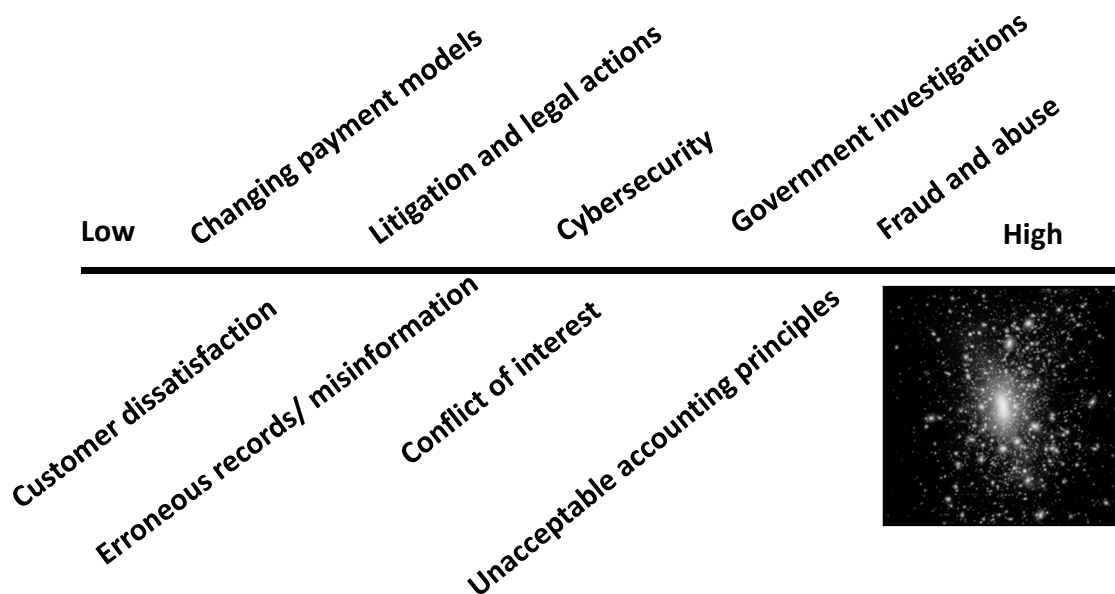 Changing payment models
Litigation and legal actions
Cybersecurity
Government investigations
Fraud and abuse
Low
High
Customer dissatisfaction
Erroneous records/ misinformation
Conflict of interest
Unacceptable accounting principles